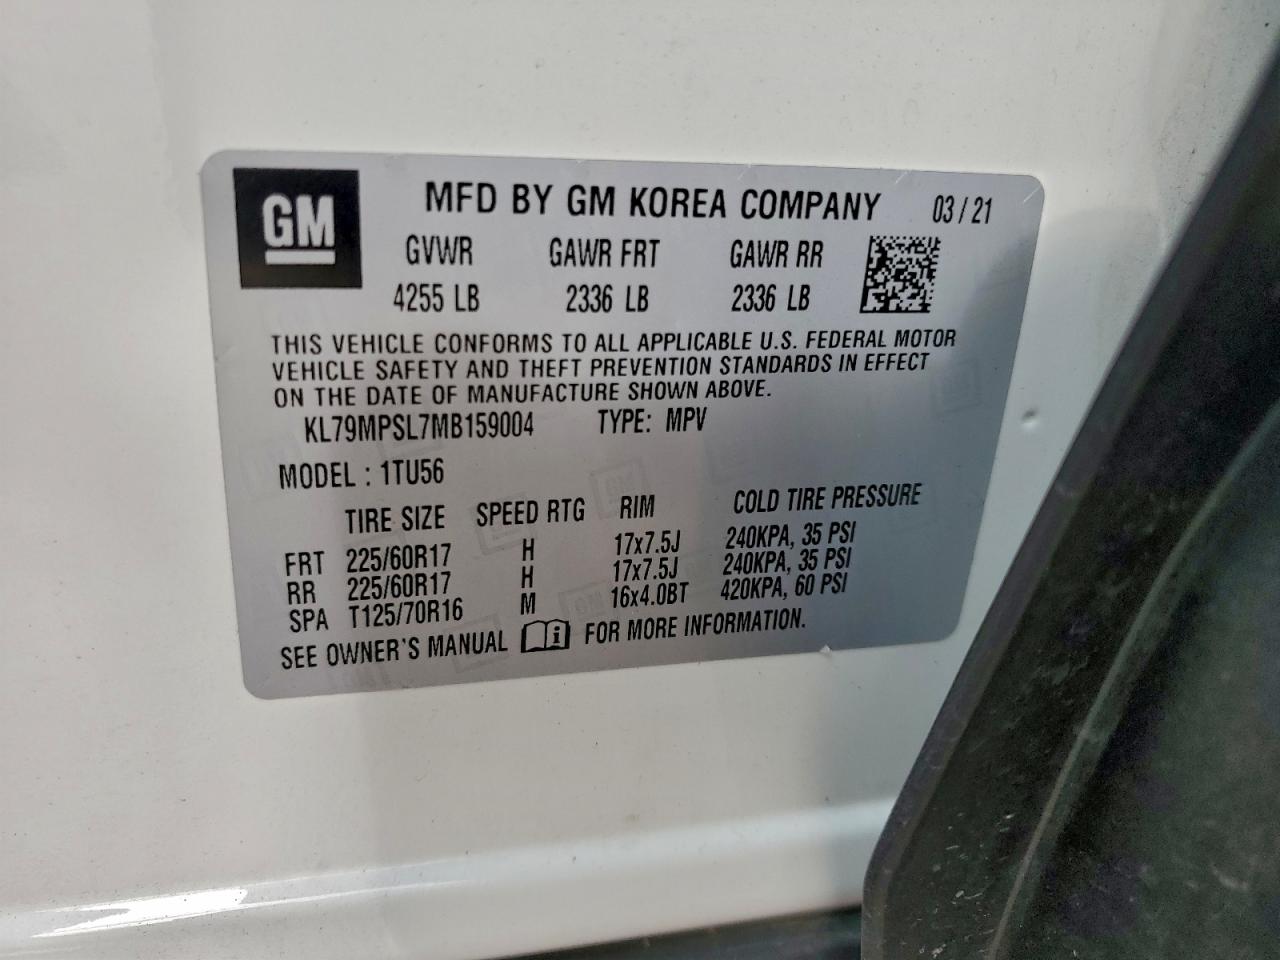 GM MFD BY GM KOREA COMPANY 03/21
GVWR GAWR FRT GAWR RR
4255 LB 2336 LB 2336 LB
THIS VEHICLE CONFORMS TO ALL APPLICABLE U.S. FEDERAL MOTOR
VEHICLE SAFETY AND THEFT PREVENTION STANDARDS IN EFFECT
ON THE DATE OF MANUFACTURE SHOWN ABOVE.
KL79MPSL7MB159004 TYPE: MPV
MODEL : 1TU56
TIRE SIZE SPEED RTG RIM COLD TIRE PRESSURE
FRT 225/60R17 H 17x7.5J 240KPA, 35 PSI
RR 225/60R17 H 17x7.5J 240KPA, 35 PSI
SPA T125/70R16 M 16x4.0BT 420KPA, 60 PSI
SEE OWNER'S MANUAL i FOR MORE INFORMATION.